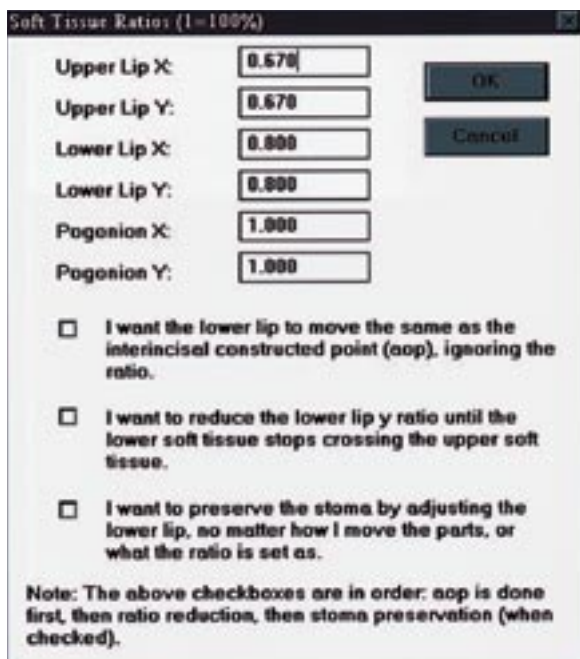 Soft Tissue Ratios (1=100%)
Upper Lip X: 0.670
OK
Upper Lip Y: 0.670
Lower Lip X: 0.800
Cancel
Lower Lip Y: 0.800
Pogonion X: 1.000
Pogonion Y: 1.000
I want the lower lip to move the same as the
interincisal constructed point (aop), ignoring the
ratio.
I want to reduce the lower lip y ratio until the
lower soft tissue stops crossing the upper soft
tissue.
I want to preserve the stoma by adjusting the
lower lip, no matter how I move the parts, or
what the ratio is set as.
Note: The above checkboxes are in order: aop is done
first, then ratio reduction, then stoma preservation (when
checked).